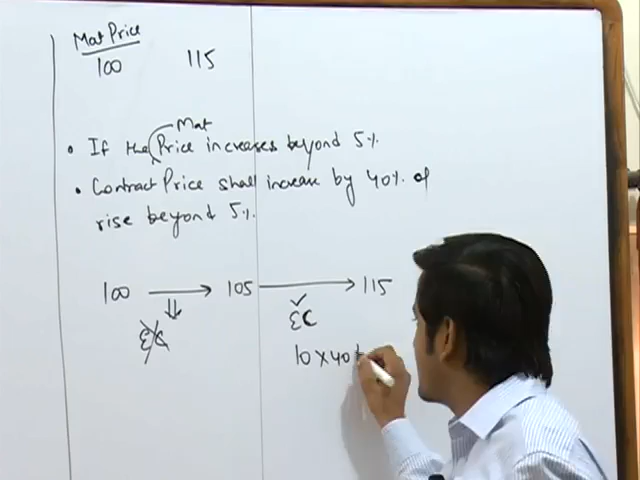 Mat Price
100 115
Mat
• If the Price increases beyond 5%.
• Contract Price shall increase by 40% of
rise beyond 5%.
100 → 105 → 115
⇓ ✓
EC EC
10 x 40